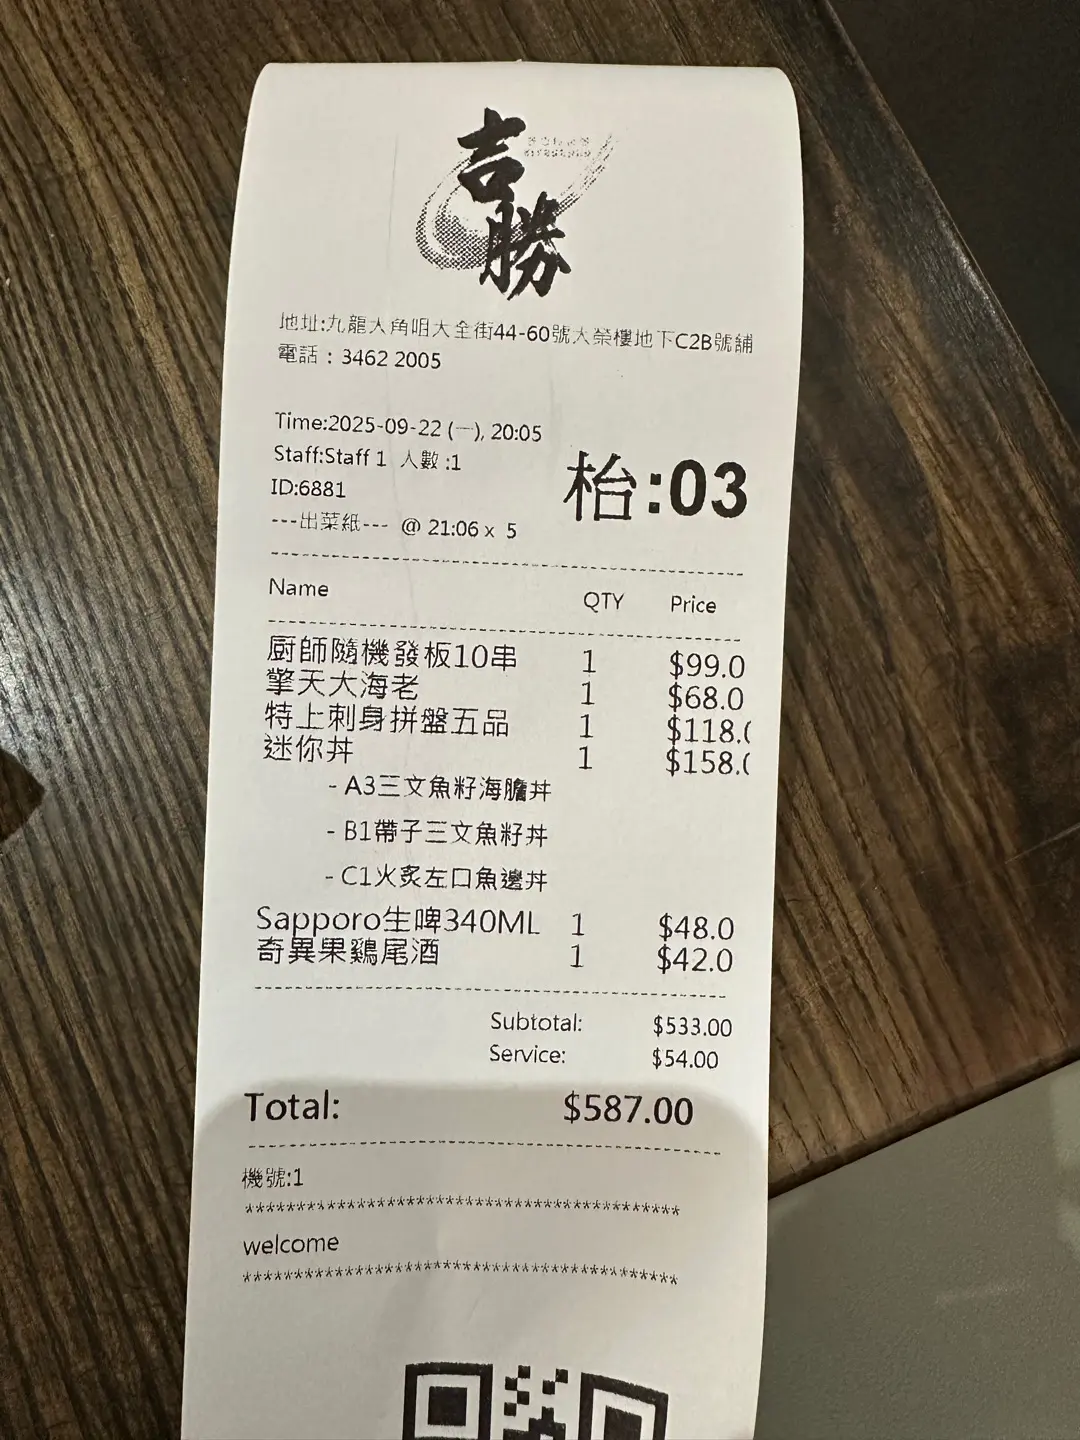 吉勝
地址:九龍大角咀大全街44-60號大榮樓地下C2B號舖
電話：3462 2005
Time:2025-09-22 (一), 20:05
Staff:Staff 1 人數 :1
枱:03
ID:6881
---出菜紙--- @ 21:06 x 5
Name QTY Price
厨師隨機發板10串 1 $99.0
擎天大海老 1 $68.0
特上刺身拼盤五品 1 $118.0
迷你丼 1 $158.0
- A3三文魚籽海膽丼
- B1帶子三文魚籽丼
- C1火炙左口魚邊丼
Sapporo生啤340ML 1 $48.0
奇異果鷄尾酒 1 $42.0
Subtotal: $533.00
Service: $54.00
Total: $587.00
機號:1
******************************************
welcome
******************************************